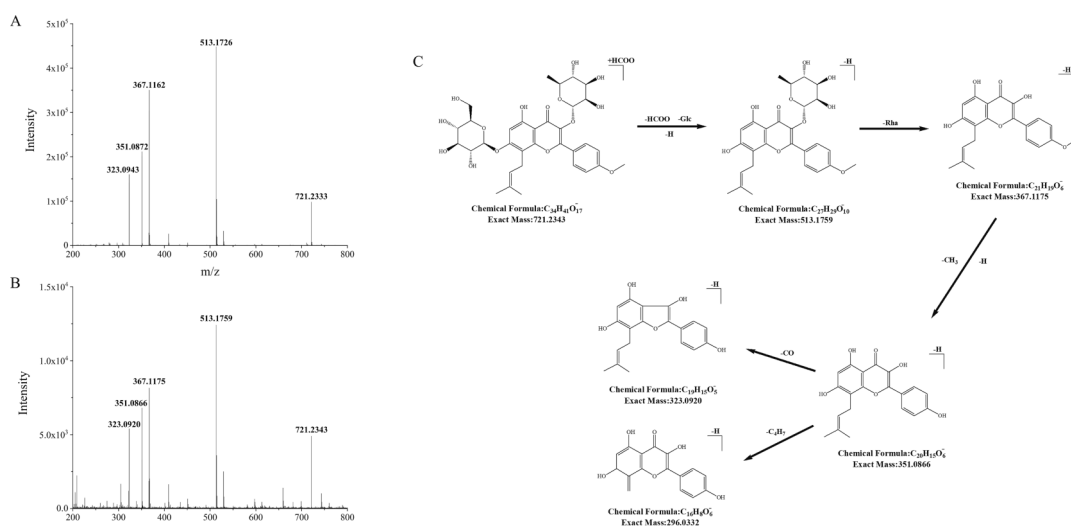 A
Intensity
5x10⁵
4x10⁵
3x10⁵
2x10⁵
1x10⁵
0
513.1726
367.1162
351.0872
323.0943
721.2333
200 300 400 500 600 700 800
m/z
B
Intensity
1.5x10⁴
1.0x10⁴
5.0x10³
0.0
513.1759
367.1175
351.0866
323.0920
721.2343
200 300 400 500 600 700 800
C
+HCOO
Chemical Formula:C₃₄H₄₁O₁₇⁻
Exact Mass:721.2343
-HCOO -Glc
-H
-H
Chemical Formula:C₂₇H₂₉O₁₀⁻
Exact Mass:513.1759
-Rha
-H
Chemical Formula:C₂₁H₁₉O₆⁻
Exact Mass:367.1175
-CH₃ -H
-H
Chemical Formula:C₂₀H₁₅O₆⁻
Exact Mass:351.0866
-CO
-H
Chemical Formula:C₁₉H₁₅O₅⁻
Exact Mass:323.0920
-C₄H₇
-H
Chemical Formula:C₁₆H₈O₆⁻
Exact Mass:296.0332